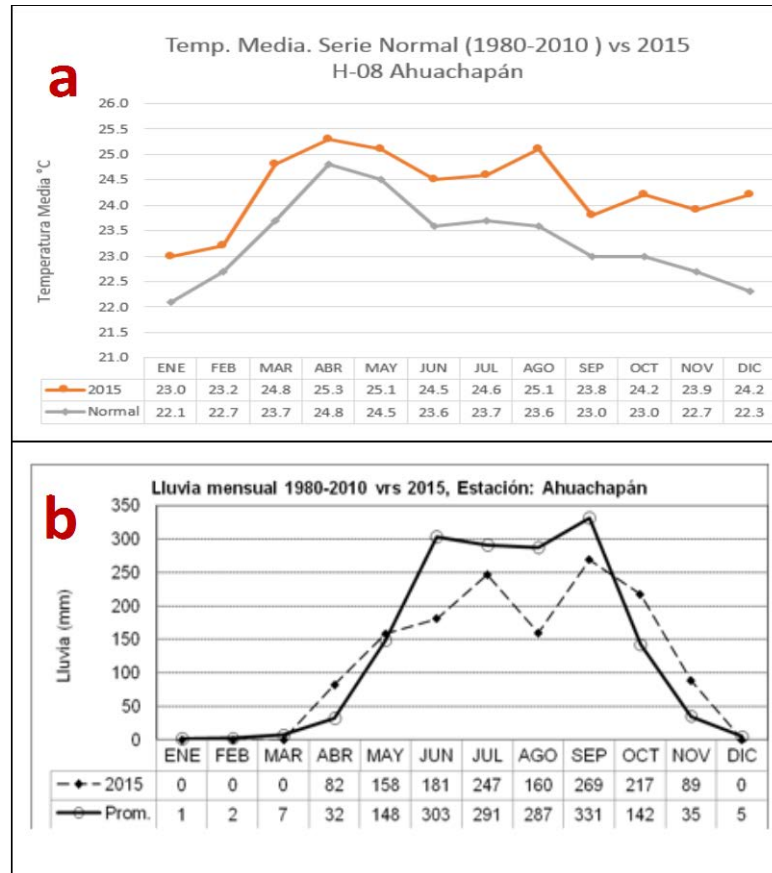 a
Temp. Media. Serie Normal (1980-2010 ) vs 2015
H-08 Ahuachapán
Temperatura Media °C
26.0
25.5
25.0
24.5
24.0
23.5
23.0
22.5
22.0
21.5
21.0
ENE FEB MAR ABR MAY JUN JUL AGO SEP OCT NOV DIC
2015 23.0 23.2 24.8 25.3 25.1 24.5 24.6 25.1 23.8 24.2 23.9 24.2
Normal 22.1 22.7 23.7 24.8 24.5 23.6 23.7 23.6 23.0 23.0 22.7 22.3
b
Lluvia mensual 1980-2010 vrs 2015, Estación: Ahuachapán
Lluvia (mm)
350
300
250
200
150
100
50
0
ENE FEB MAR ABR MAY JUN JUL AGO SEP OCT NOV DIC
2015 0 0 0 82 158 181 247 160 269 217 89 0
Prom. 1 2 7 32 148 303 291 287 331 142 35 5